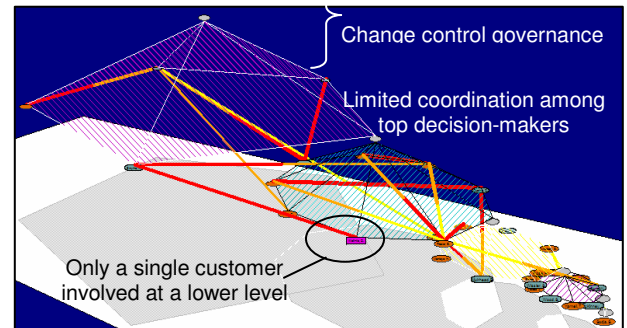 Change control governance
Limited coordination among
top decision-makers
Only a single customer
involved at a lower level